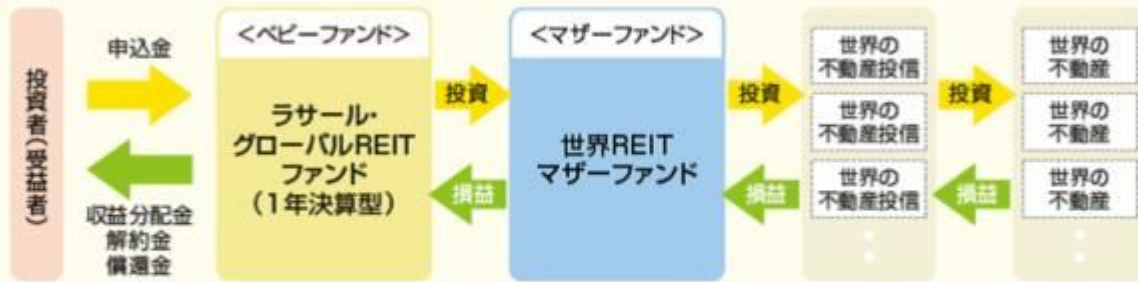 投資者（受益者）
申込金
収益分配金
解約金
償還金
＜ベビーファンド＞
ラサール・
グローバルREIT
ファンド
（1年決算型）
投資
損益
＜マザーファンド＞
世界REIT
マザーファンド
投資
損益
世界の
不動産投信
世界の
不動産投信
世界の
不動産投信
投資
損益
世界の
不動産
世界の
不動産
世界の
不動産